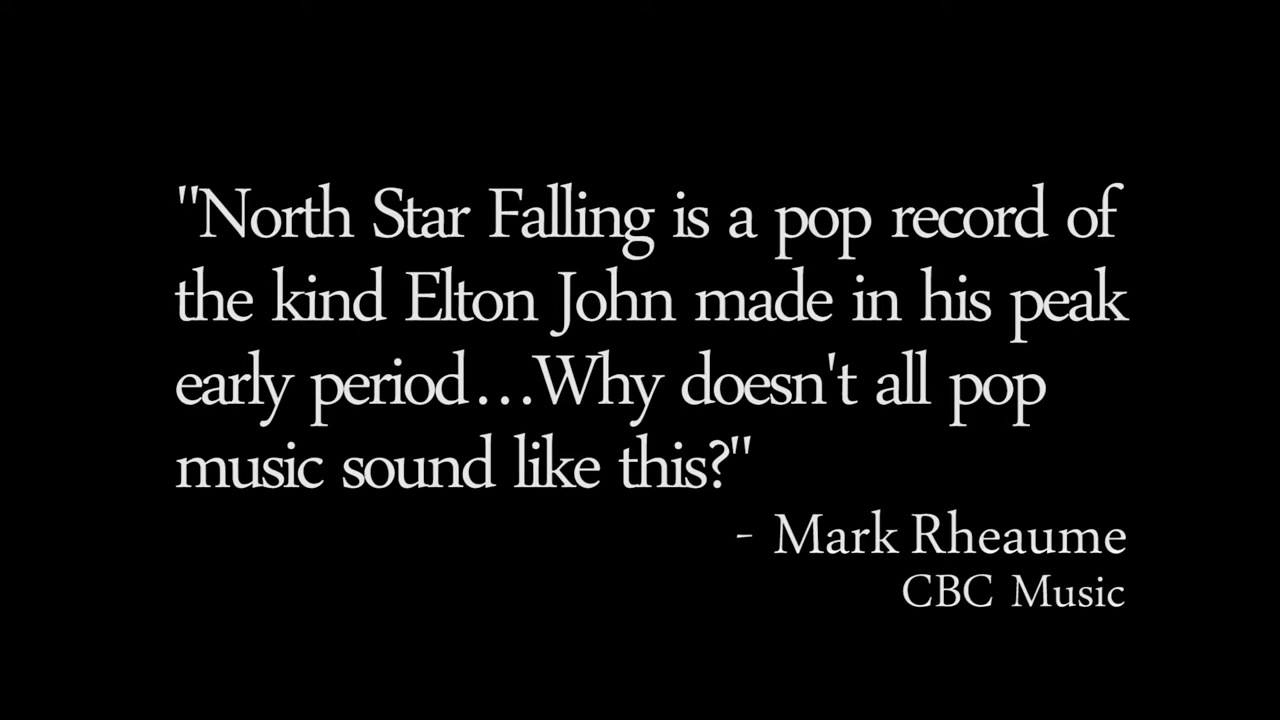 "North Star Falling is a pop record of
the kind Elton John made in his peak
early period...Why doesn't all pop
music sound like this?"
- Mark Rheaume
CBC Music